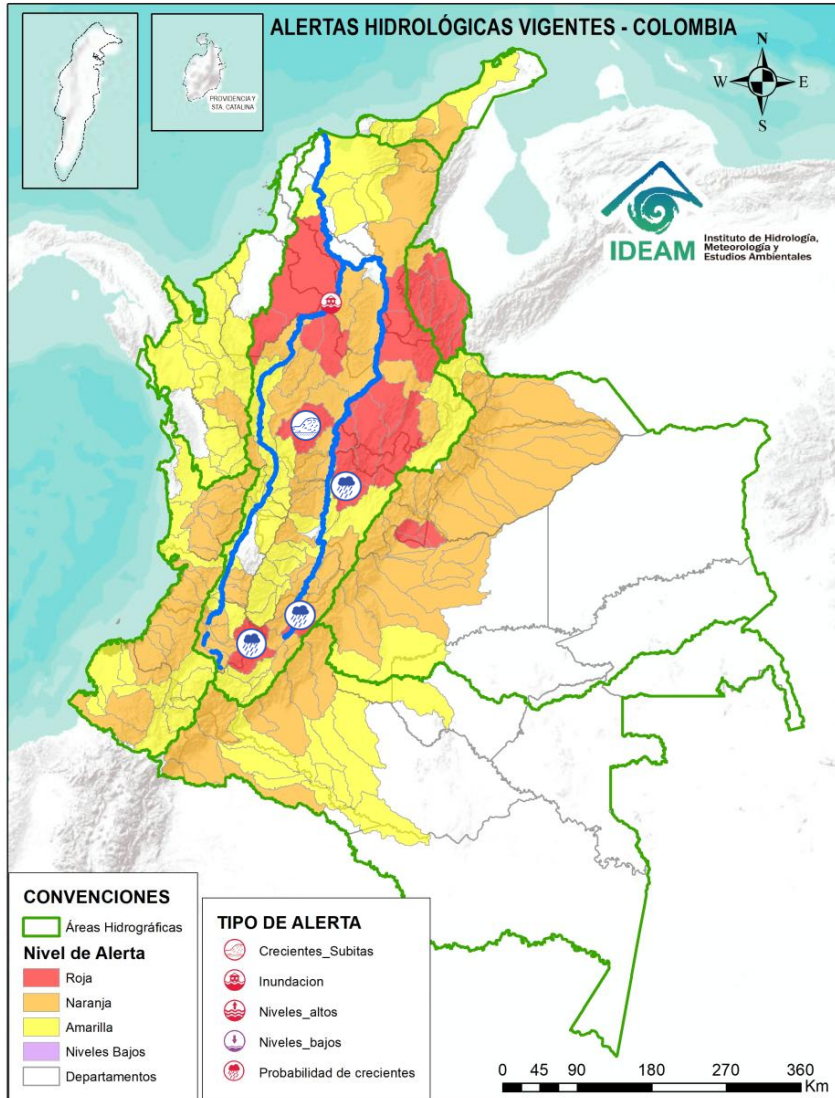 ALERTAS HIDROLÓGICAS VIGENTES - COLOMBIA
PROVIDENCIA Y
STA. CATALINA
N
W
E
S
IDEAM
Instituto de Hidrología,
Meteorología y
Estudios Ambientales
CONVENCIONES
Áreas Hidrográficas
Nivel de Alerta
Roja
Naranja
Amarilla
Niveles Bajos
Departamentos
TIPO DE ALERTA
Crecientes_Subitas
Inundacion
Niveles_altos
Niveles_bajos
Probabilidad de crecientes
0 45 90 180 270 360
Km